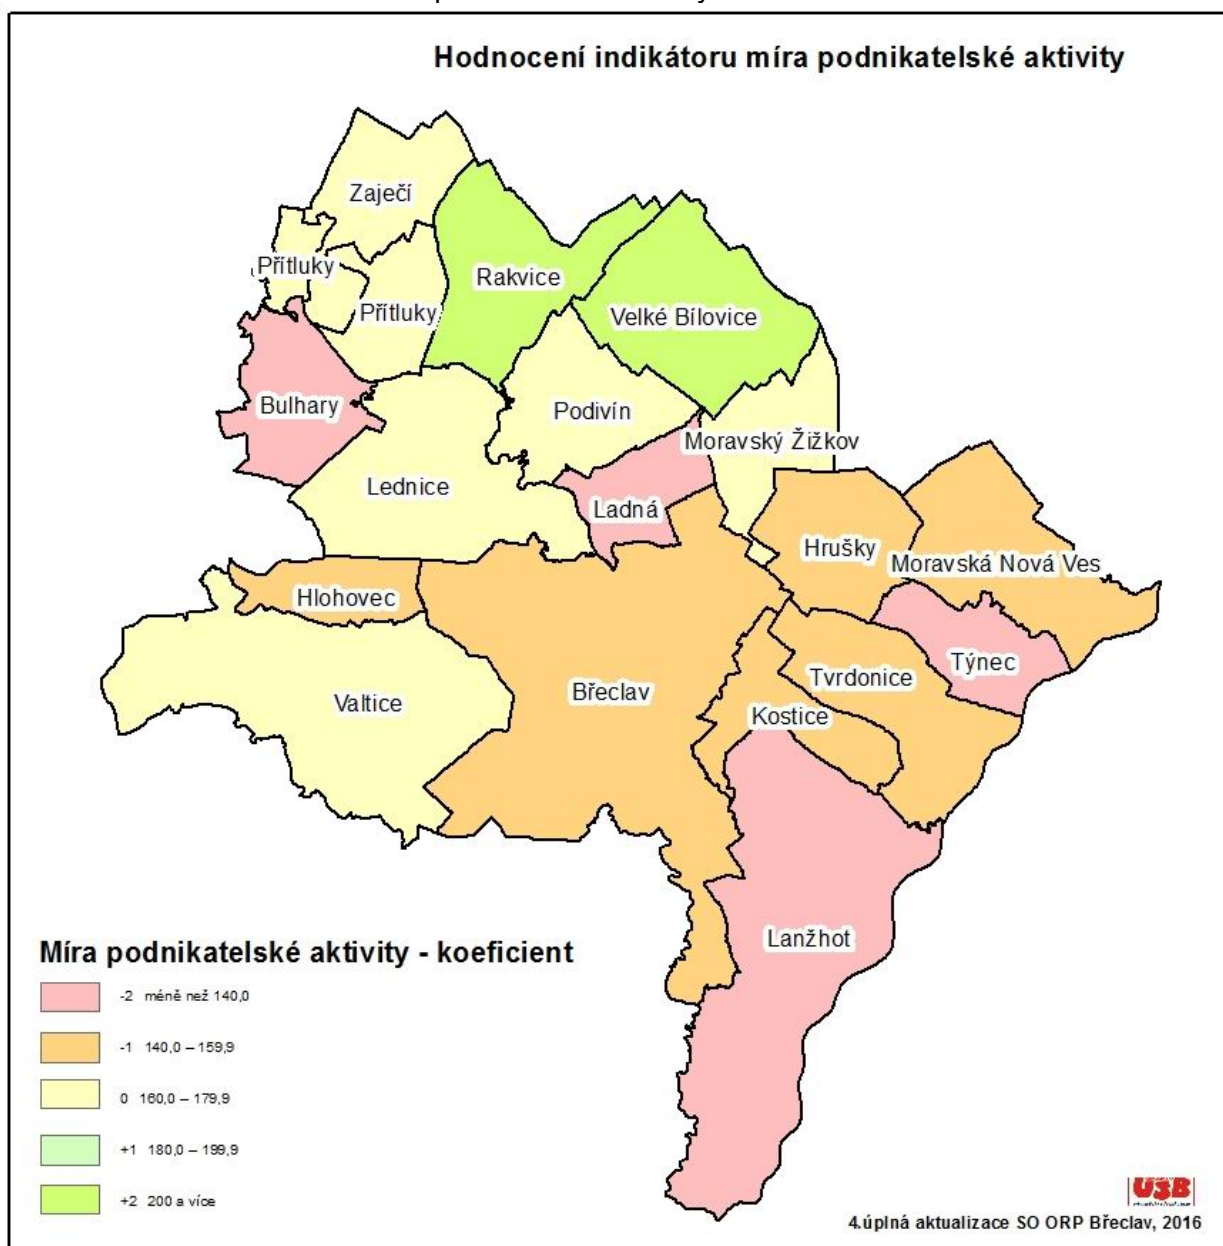 Hodnocení indikátoru míra podnikatelské aktivity
Zaječí
Přítluky
Rakvice
Přítluky
Velké Bílovice
Bulhary
Podivín
Moravský Žižkov
Lednice
Ladná
Hrušky
Moravská Nová Ves
Hlohovec
Týnec
Tvrdonice
Břeclav
Valtice
Kostice
Lanžhot
Míra podnikatelské aktivity - koeficient
-2 méně než 140,0
-1 140,0 – 159,9
0 160,0 – 179,9
+1 180,0 – 199,9
+2 200 a více
USB
4.úplná aktualizace SO ORP Břeclav, 2016